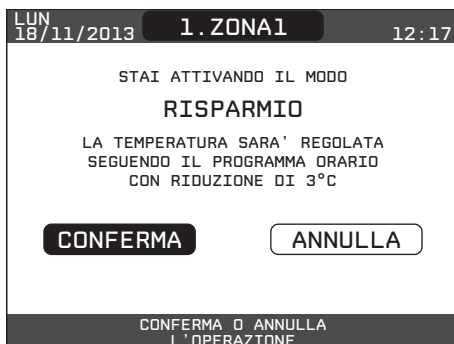 LUN
18/11/2013 1.ZONA1 12:17
STAI ATTIVANDO IL MODO
RISPARMIO
LA TEMPERATURA SARA' REGOLATA
SEGUENDO IL PROGRAMMA ORARIO
CON RIDUZIONE DI 3°C
CONFERMA ANNULLA
CONFERMA O ANNULLA
L'OPERAZIONE